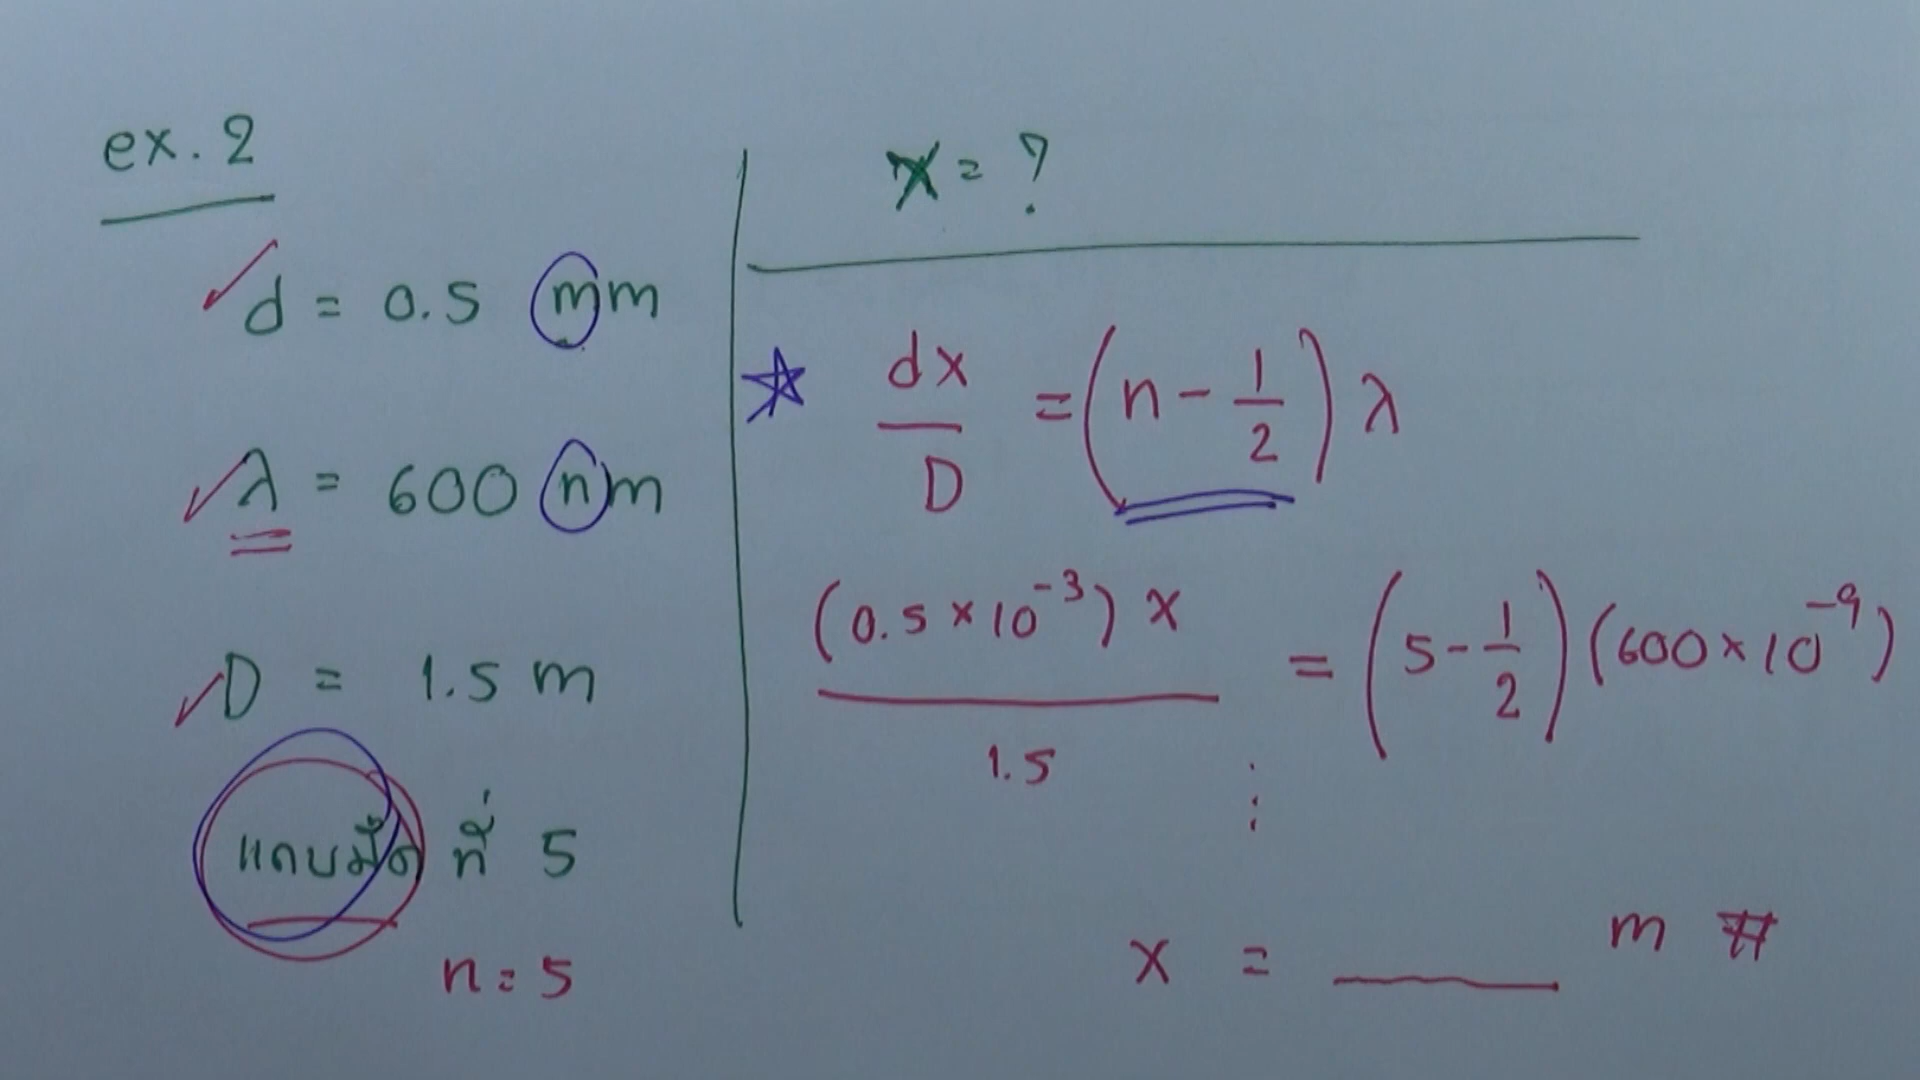 ex. 2
d = 0.5 mm
λ = 600 nm
D = 1.5 m
แถบมืด ที่ 5
n = 5
x = ?
☆ dx/D = (n - 1/2) λ
(0.5 × 10⁻³) x / 1.5 = (5 - 1/2) (600 × 10⁻⁹)
⋮
x = ____ m #